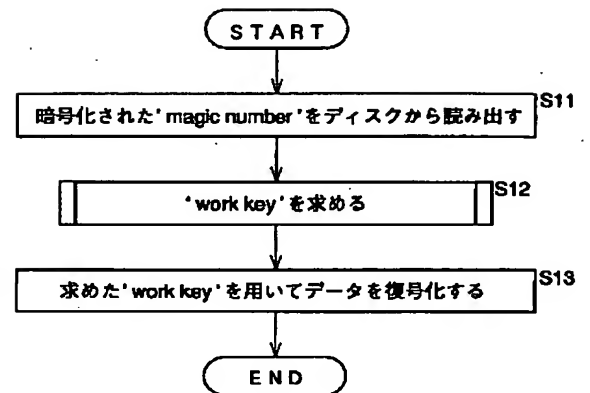 START
S11
暗号化された'magic number'をディスクから読み出す
S12
'work key'を求める
S13
求めた'work key'を用いてデータを復号化する
END